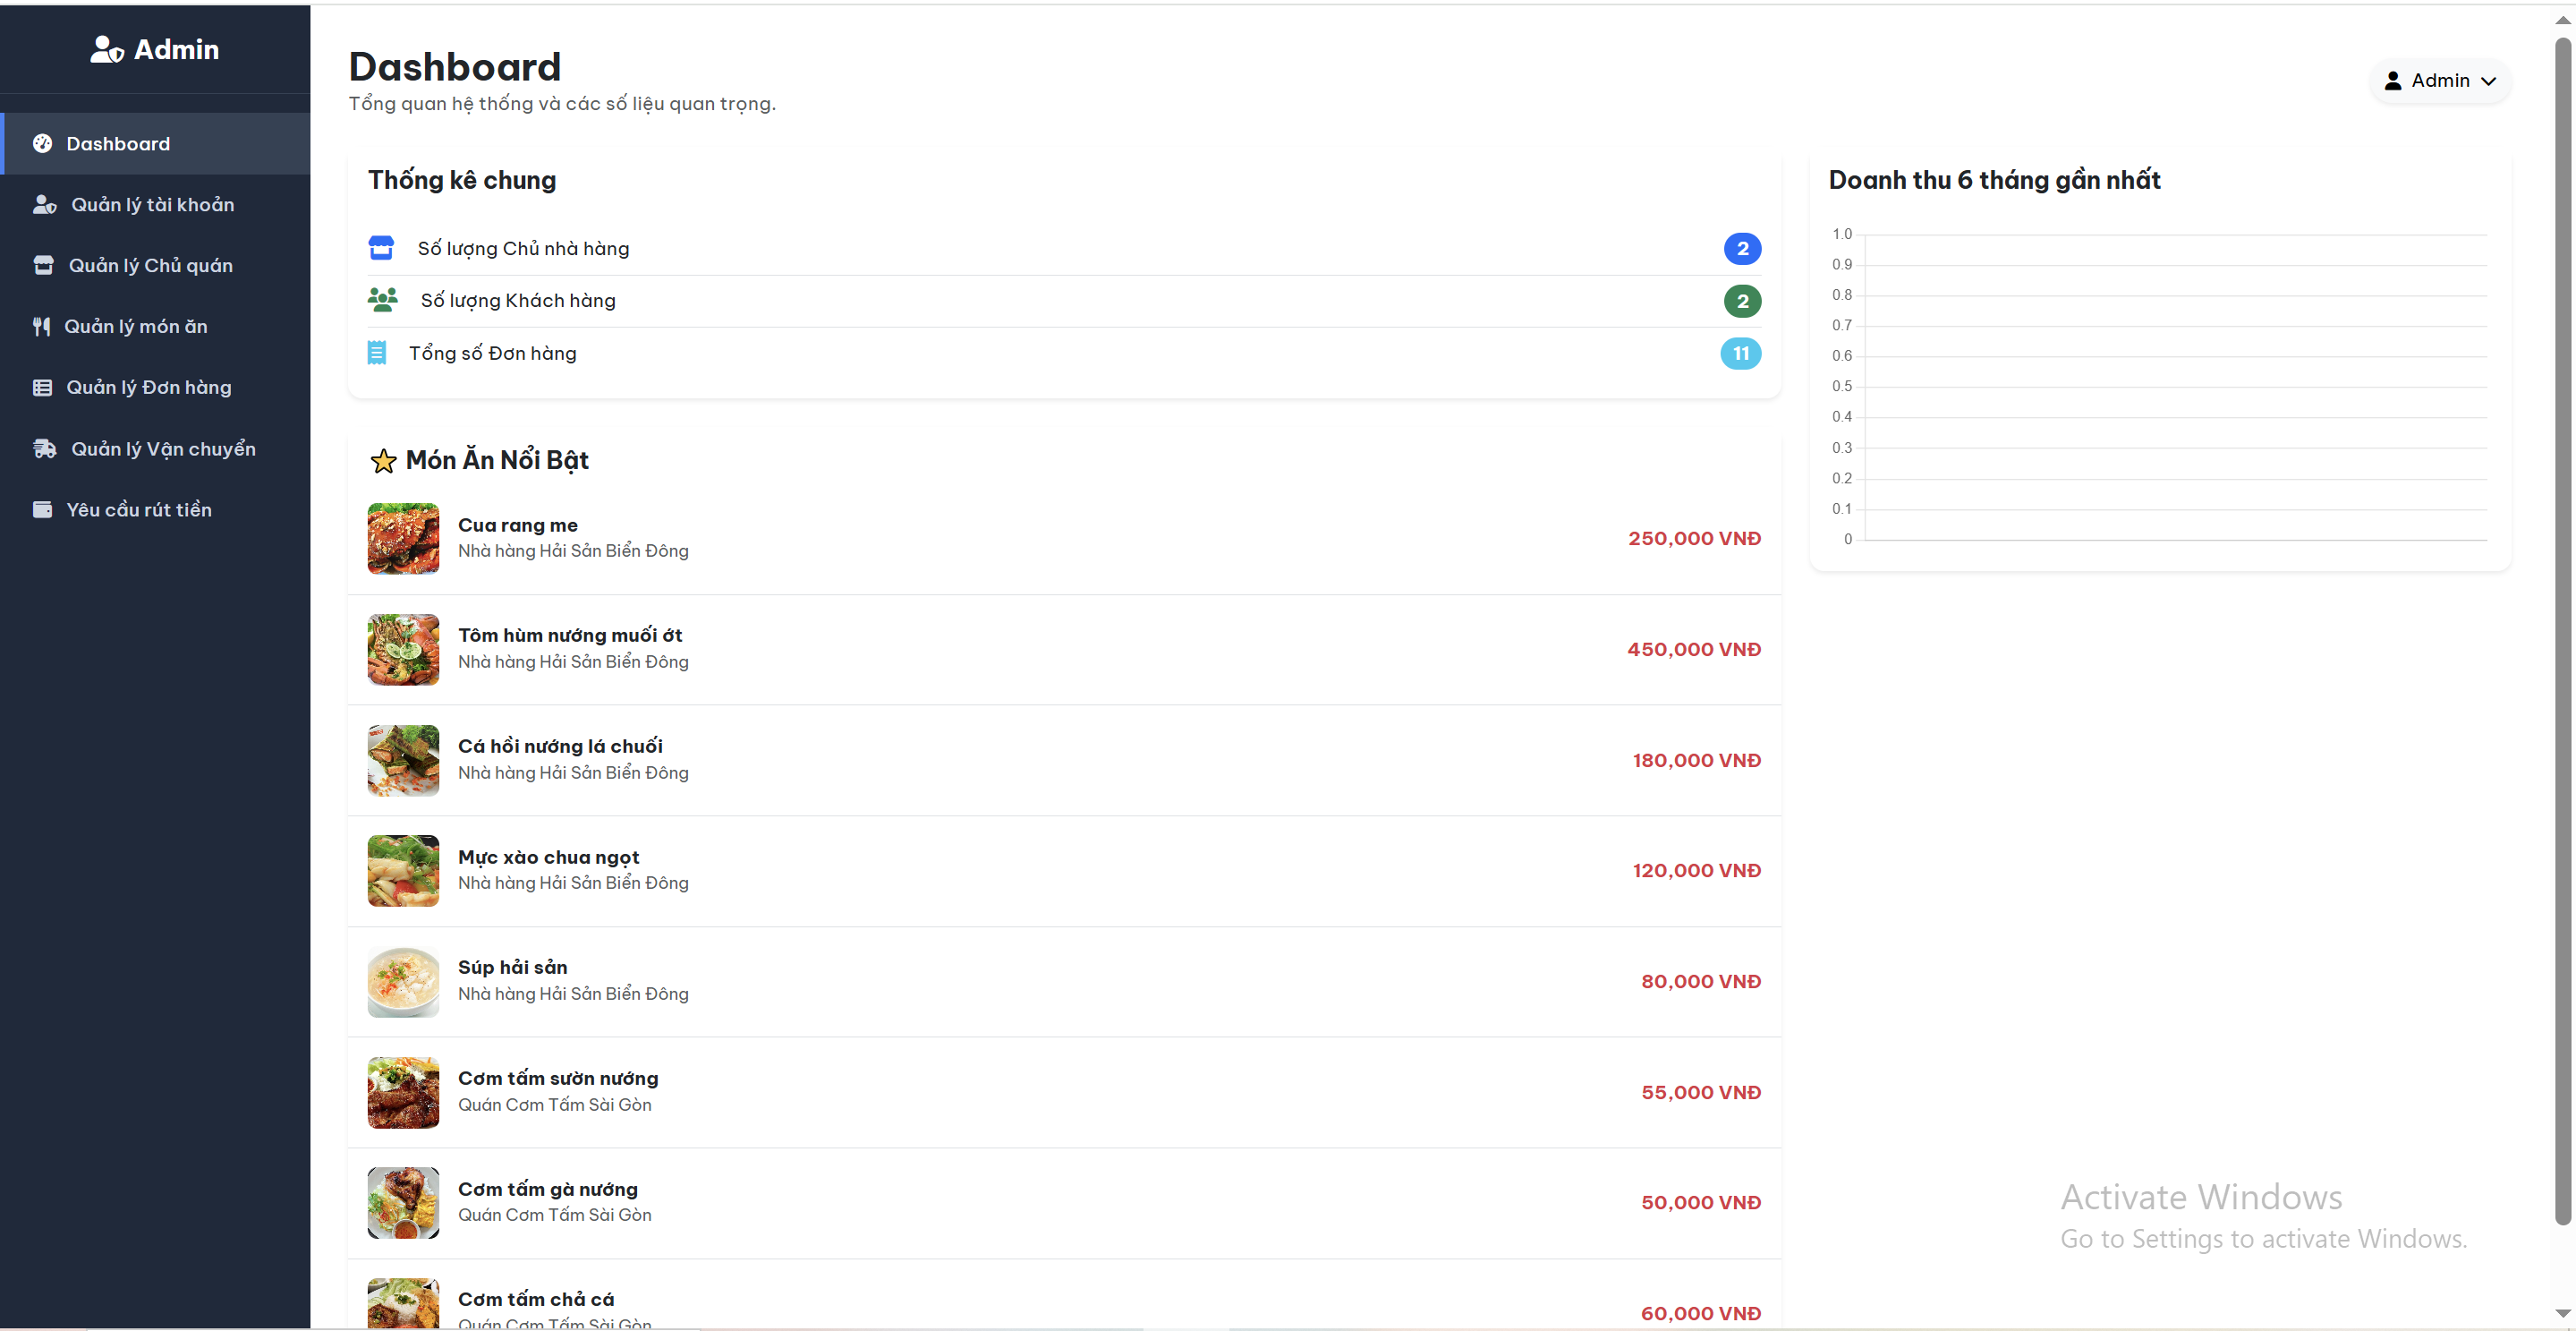 Admin
Dashboard
Quản lý tài khoản
Quản lý Chủ quán
Quản lý món ăn
Quản lý Đơn hàng
Quản lý Vận chuyển
Yêu cầu rút tiền
Dashboard
Tổng quan hệ thống và các số liệu quan trọng.
Admin
Thống kê chung
Số lượng Chủ nhà hàng 2
Số lượng Khách hàng 2
Tổng số Đơn hàng 11
Món Ăn Nổi Bật
Cua rang me
Nhà hàng Hải Sản Biển Đông
250,000 VNĐ
Tôm hùm nướng muối ớt
Nhà hàng Hải Sản Biển Đông
450,000 VNĐ
Cá hồi nướng lá chuối
Nhà hàng Hải Sản Biển Đông
180,000 VNĐ
Mực xào chua ngọt
Nhà hàng Hải Sản Biển Đông
120,000 VNĐ
Súp hải sản
Nhà hàng Hải Sản Biển Đông
80,000 VNĐ
Cơm tấm sườn nướng
Quán Cơm Tấm Sài Gòn
55,000 VNĐ
Cơm tấm gà nướng
Quán Cơm Tấm Sài Gòn
50,000 VNĐ
Cơm tấm chả cá
Quán Cơm Tấm Sài Gòn
60,000 VNĐ
Doanh thu 6 tháng gần nhất
1.0
0.9
0.8
0.7
0.6
0.5
0.4
0.3
0.2
0.1
0
Activate Windows
Go to Settings to activate Windows.